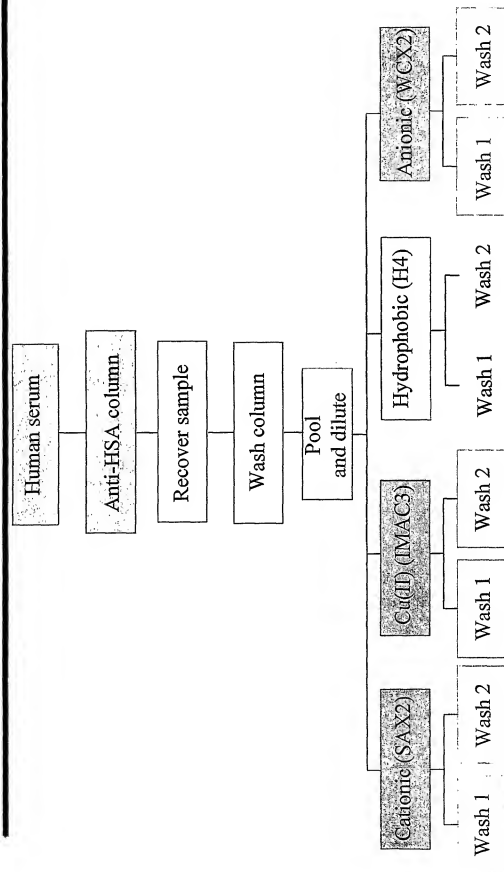 Human serum
Anti-HSA column
Recover sample
Wash column
Pool
and dilute
Cationic (SAX2)
Cu(II) (IMAC3)
Hydrophobic (H4)
Anionic (WCX2)
Wash 1
Wash 2
Wash 1
Wash 2
Wash 1
Wash 2
Wash 1
Wash 2